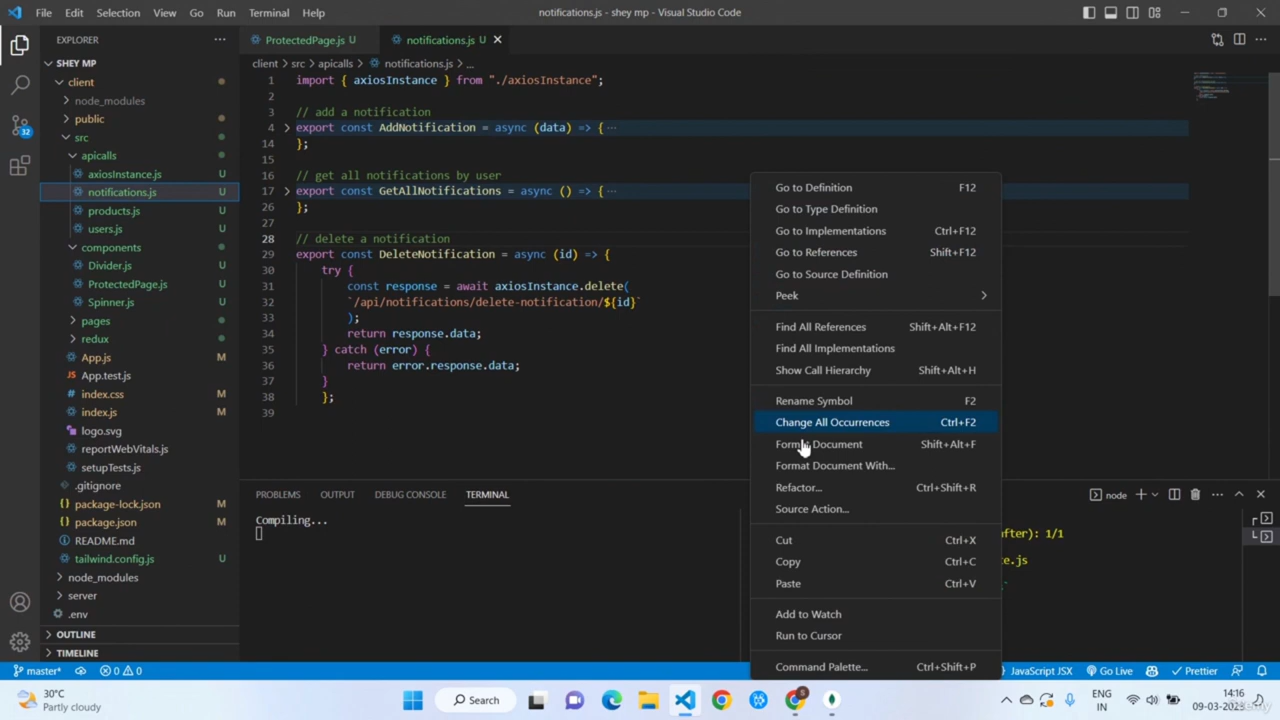 File Edit Selection View Go Run Terminal Help
notifications.js - shey mp - Visual Studio Code
EXPLORER
SHEY MP
client
node_modules
public
src
apicalls
axiosInstance.js U
notifications.js U
products.js U
users.js U
components
Divider.js U
ProtectedPage.js U
Spinner.js U
pages
redux
App.js M
App.test.js
index.css M
index.js M
logo.svg
reportWebVitals.js
setupTests.js
.gitignore
package-lock.json M
package.json M
README.md
tailwind.config.js U
node_modules
server
.env
OUTLINE
TIMELINE
32
ProtectedPage.js U
notifications.js U
client > src > apicalls > notifications.js > ...
1 import { axiosInstance } from "./axiosInstance";
2
3 // add a notification
4 export const AddNotification = async (data) => { ...
14 };
15
16 // get all notifications by user
17 export const GetAllNotifications = async () => { ...
26 };
27
28 // delete a notification
29 export const DeleteNotification = async (id) => {
30 try {
31 const response = await axiosInstance.delete(
32 `/api/notifications/delete-notification/${id}`
33 );
34 return response.data;
35 } catch (error) {
36 return error.response.data;
37 }
38 };
39
Go to Definition F12
Go to Type Definition
Go to Implementations Ctrl+F12
Go to References Shift+F12
Go to Source Definition
Peek
Find All References Shift+Alt+F12
Find All Implementations
Show Call Hierarchy Shift+Alt+H
Rename Symbol F2
Change All Occurrences Ctrl+F2
Format Document Shift+Alt+F
Format Document With...
Refactor... Ctrl+Shift+R
Source Action...
Cut Ctrl+X
Copy Ctrl+C
Paste Ctrl+V
Add to Watch
Run to Cursor
Command Palette... Ctrl+Shift+P
PROBLEMS OUTPUT DEBUG CONSOLE TERMINAL
node
Compiling...
fter): 1/1
e.js
master* 0 0
JavaScript JSX Go Live Prettier
30°C
Partly cloudy
Search
ENG
IN
14:16
09-03-2023